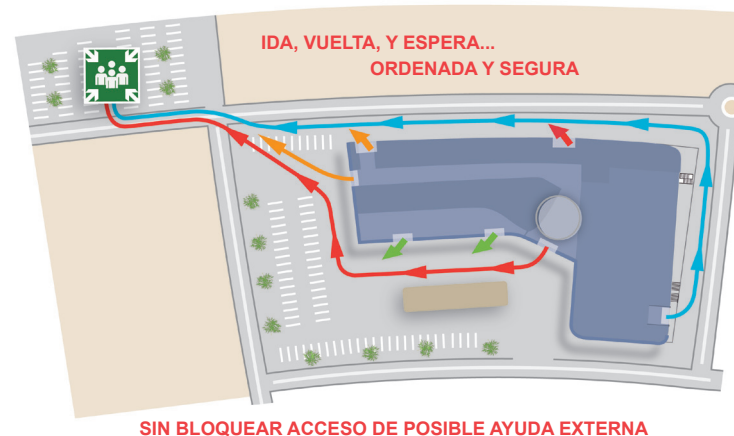 IDA, VUELTA, Y ESPERA...
ORDENADA Y SEGURA
SIN BLOQUEAR ACCESO DE POSIBLE AYUDA EXTERNA